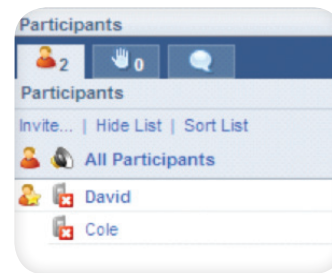 Participants
2 0
Participants
Invite... | Hide List | Sort List
All Participants
David
Cole